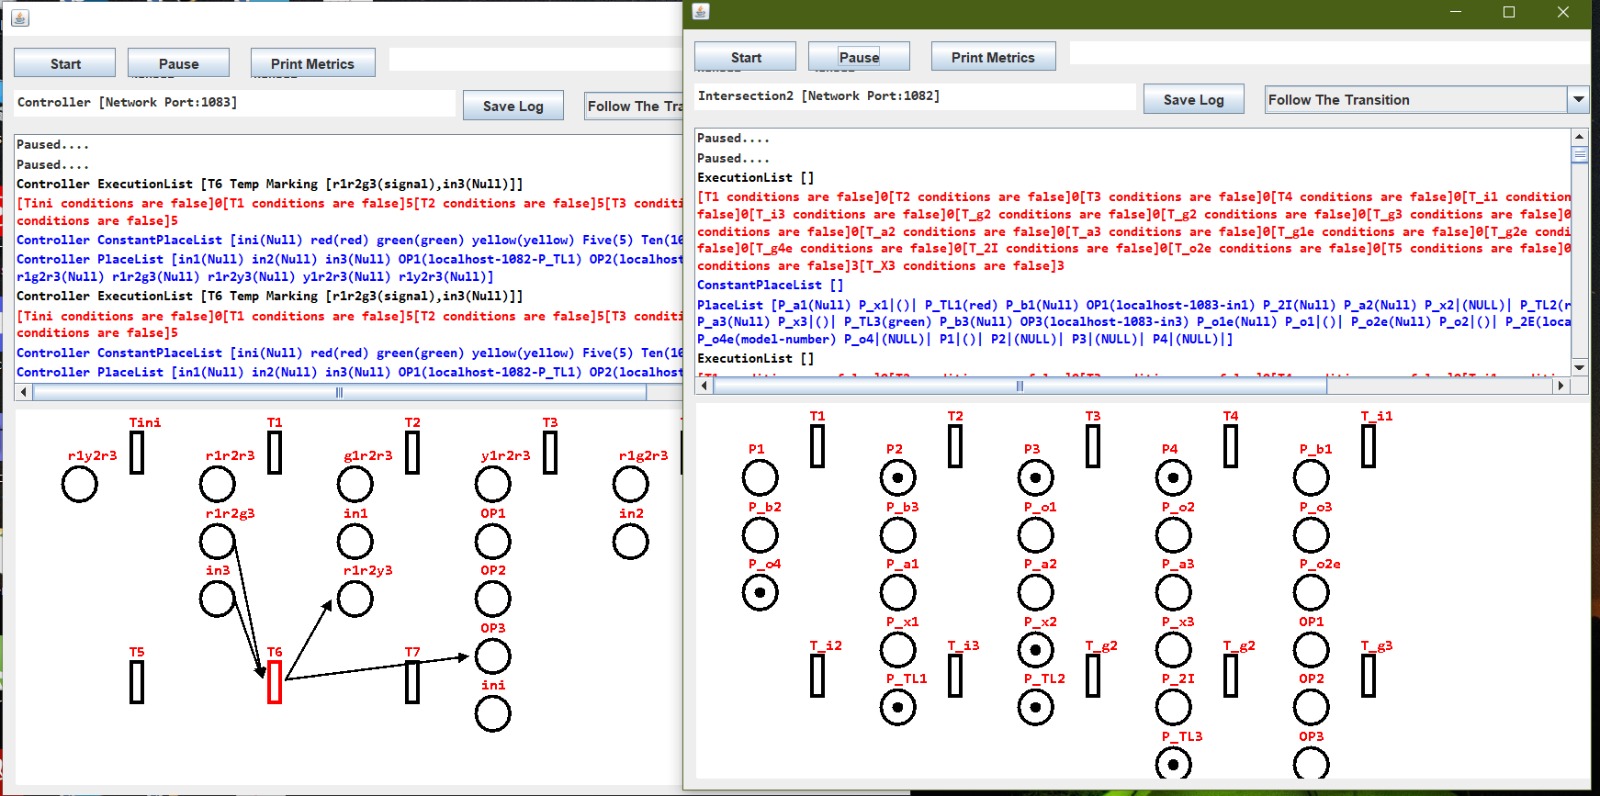 Start Pause Print Metrics
Controller [Network Port:1083] Save Log Follow The Tra
Paused....
Paused....
Controller ExecutionList [T6 Temp Marking [r1r2g3(signal),in3(Null)]]
[Tini conditions are false]0[T1 conditions are false]5[T2 conditions are false]5[T3 conditi
conditions are false]5
Controller ConstantPlaceList [ini(Null) red(red) green(green) yellow(yellow) Five(5) Ten(10
Controller PlaceList [in1(Null) in2(Null) in3(Null) OP1(localhost-1082-P_TL1) OP2(localhost
r1g2r3(Null) r1r2g3(Null) r1r2y3(Null) y1r2r3(Null) r1y2r3(Null)]
Controller ExecutionList [T6 Temp Marking [r1r2g3(signal),in3(Null)]]
[Tini conditions are false]0[T1 conditions are false]5[T2 conditions are false]5[T3 conditi
conditions are false]5
Controller ConstantPlaceList [ini(Null) red(red) green(green) yellow(yellow) Five(5) Ten(10
Controller PlaceList [in1(Null) in2(Null) in3(Null) OP1(localhost-1082-P_TL1) OP2(localhost
Tini T1 T2 T3
r1y2r3 r1r2r3 g1r2r3 y1r2r3 r1g2r3
r1r2g3 in1 OP1 in2
in3 r1r2y3 OP2
OP3
T5 T6 T7
ini
Start Pause Print Metrics
Intersection2 [Network Port:1082] Save Log Follow The Transition
Paused....
Paused....
ExecutionList []
[T1 conditions are false]0[T2 conditions are false]0[T3 conditions are false]0[T4 conditions are false]0[T_i1 condition
false]0[T_i3 conditions are false]0[T_g2 conditions are false]0[T_g2 conditions are false]0[T_g3 conditions are false]0
conditions are false]0[T_a2 conditions are false]0[T_a3 conditions are false]0[T_g1e conditions are false]0[T_g2e condi
false]0[T_g4e conditions are false]0[T_2I conditions are false]0[T_o2e conditions are false]0[T5 conditions are false]0
conditions are false]3[T_X3 conditions are false]3
ConstantPlaceList []
PlaceList [P_a1(Null) P_x1|()| P_TL1(red) P_b1(Null) OP1(localhost-1083-in1) P_2I(Null) P_a2(Null) P_x2|(NULL)| P_TL2(r
P_a3(Null) P_x3|()| P_TL3(green) P_b3(Null) OP3(localhost-1083-in3) P_o1e(Null) P_o1|()| P_o2e(Null) P_o2|()| P_2E(loca
P_o4e(model-number) P_o4|(NULL)| P1|()| P2|(NULL)| P3|(NULL)| P4|(NULL)|]
ExecutionList []
T1 T2 T3 T4 T_i1
P1 P2 P3 P4 P_b1
P_b2 P_b3 P_o1 P_o2 P_o3
P_o4 P_a1 P_a2 P_a3 P_o2e
P_x1 P_x2 P_x3 OP1
T_i2 T_i3 T_g2 T_g2 T_g3
P_TL1 P_TL2 P_2I OP2
P_TL3 OP3